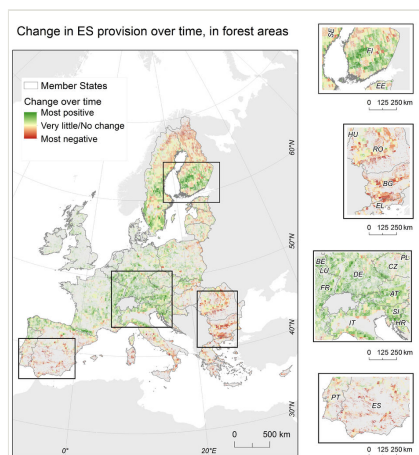 Change in ES provision over time, in forest areas
Member States
Change over time
Most positive
Very little/No change
Most negative
60°N
50°N
40°N
30°N
0°
20°E
0 500 km
RS
FI
EE
0 125 250 km
HU
RO
BG
EL
0 125 250 km
BE
LU
DE
PL
CZ
FR
AT
SI
HR
IT
0 125 250 km
PT
ES
0 125 250 km